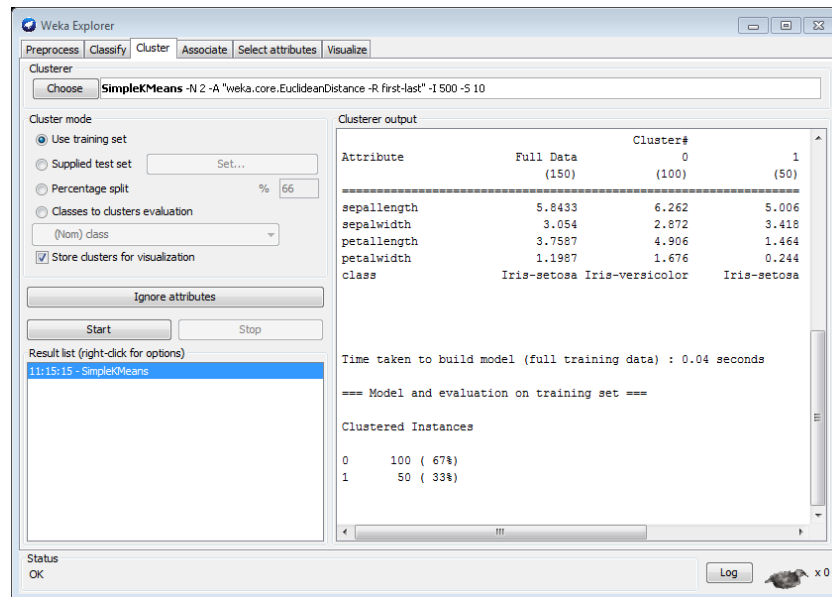 Weka Explorer
Preprocess Classify Cluster Associate Select attributes Visualize
Clusterer
Choose SimpleKMeans -N 2 -A "weka.core.EuclideanDistance -R first-last" -I 500 -S 10
Cluster mode
Use training set
Supplied test set Set...
Percentage split % 66
Classes to clusters evaluation
(Nom) class
Store clusters for visualization
Ignore attributes
Start Stop
Result list (right-click for options)
11:15:15 - SimpleKMeans
Clusterer output
Cluster#
Attribute Full Data 0 1
(150) (100) (50)
==================================================================
sepallength 5.8433 6.262 5.006
sepalwidth 3.054 2.872 3.418
petallength 3.7587 4.906 1.464
petalwidth 1.1987 1.676 0.244
class Iris-setosa Iris-versicolor Iris-setosa
Time taken to build model (full training data) : 0.04 seconds
=== Model and evaluation on training set ===
Clustered Instances
0 100 ( 67%)
1 50 ( 33%)
Status
OK
Log x 0